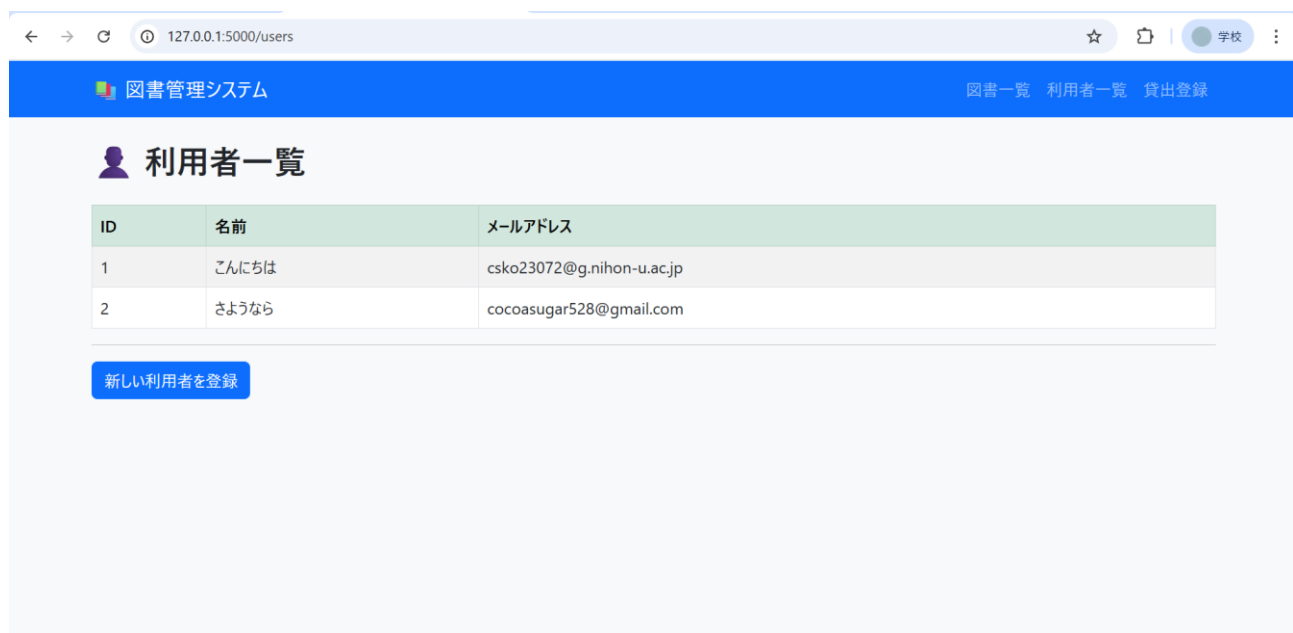 127.0.0.1:5000/users 学校
図書管理システム 図書一覧 利用者一覧 貸出登録
利用者一覧
ID 名前 メールアドレス
1 こんにちは csko23072@g.nihon-u.ac.jp
2 さようなら cocoasugar528@gmail.com
新しい利用者を登録